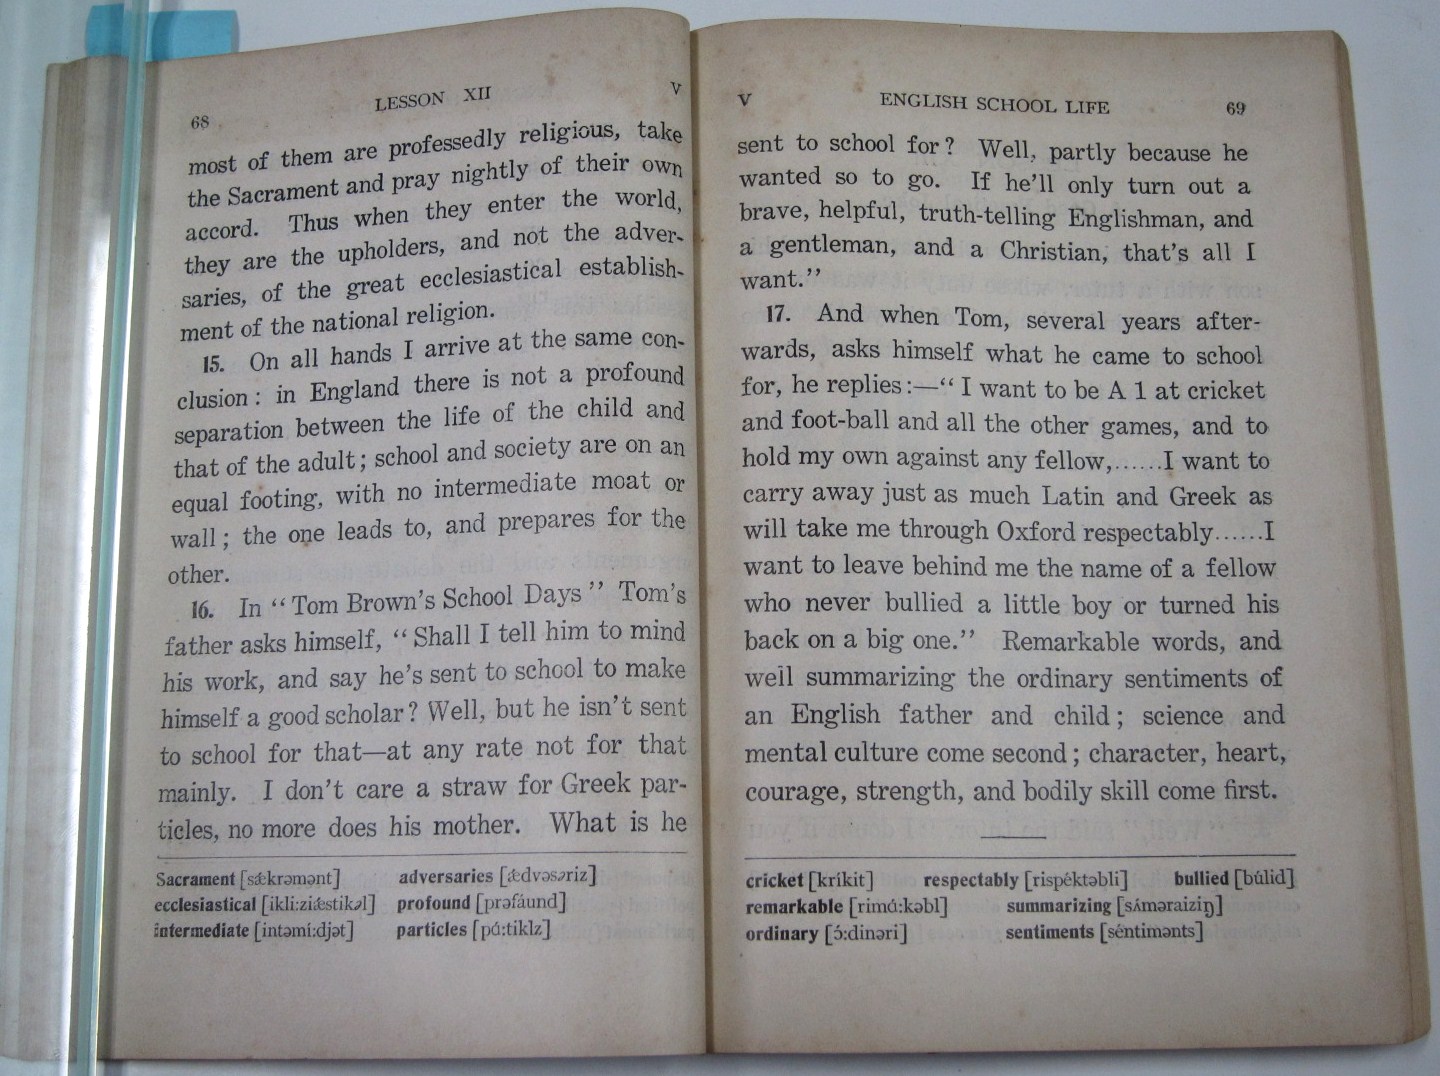 68
LESSON XII
V
most of them are professedly religious, take
the Sacrament and pray nightly of their own
accord. Thus when they enter the world,
they are the upholders, and not the adver-
saries, of the great ecclesiastical establish-
ment of the national religion.
15. On all hands I arrive at the same con-
clusion : in England there is not a profound
separation between the life of the child and
that of the adult ; school and society are on an
equal footing, with no intermediate moat or
wall ; the one leads to, and prepares for the
other.
16. In “ Tom Brown’s School Days ” Tom’s
father asks himself, “ Shall I tell him to mind
his work, and say he’s sent to school to make
himself a good scholar ? Well, but he isn’t sent
to school for that—at any rate not for that
mainly. I don’t care a straw for Greek par-
ticles, no more does his mother. What is he
Sacrament [sǽkrəmənt] adversaries [ǽdvəsəriz]
ecclesiastical [ikli:ziǽstikəl] profound [prəfáund]
intermediate [intəmí:djət] particles [pɑ́:tiklz]
V
ENGLISH SCHOOL LIFE
69
sent to school for ? Well, partly because he
wanted so to go. If he’ll only turn out a
brave, helpful, truth-telling Englishman, and
a gentleman, and a Christian, that’s all I
want.”
17. And when Tom, several years after-
wards, asks himself what he came to school
for, he replies :—“ I want to be A 1 at cricket
and foot-ball and all the other games, and to
hold my own against any fellow,......I want to
carry away just as much Latin and Greek as
will take me through Oxford respectably......I
want to leave behind me the name of a fellow
who never bullied a little boy or turned his
back on a big one.” Remarkable words, and
well summarizing the ordinary sentiments of
an English father and child ; science and
mental culture come second ; character, heart,
courage, strength, and bodily skill come first.
cricket [kríkit] respectably [rispéktəbli] bullied [búlid]
remarkable [rimɑ́:kəbl] summarizing [sʌ́məraiziŋ]
ordinary [ɔ́:dinəri] sentiments [séntimənts]